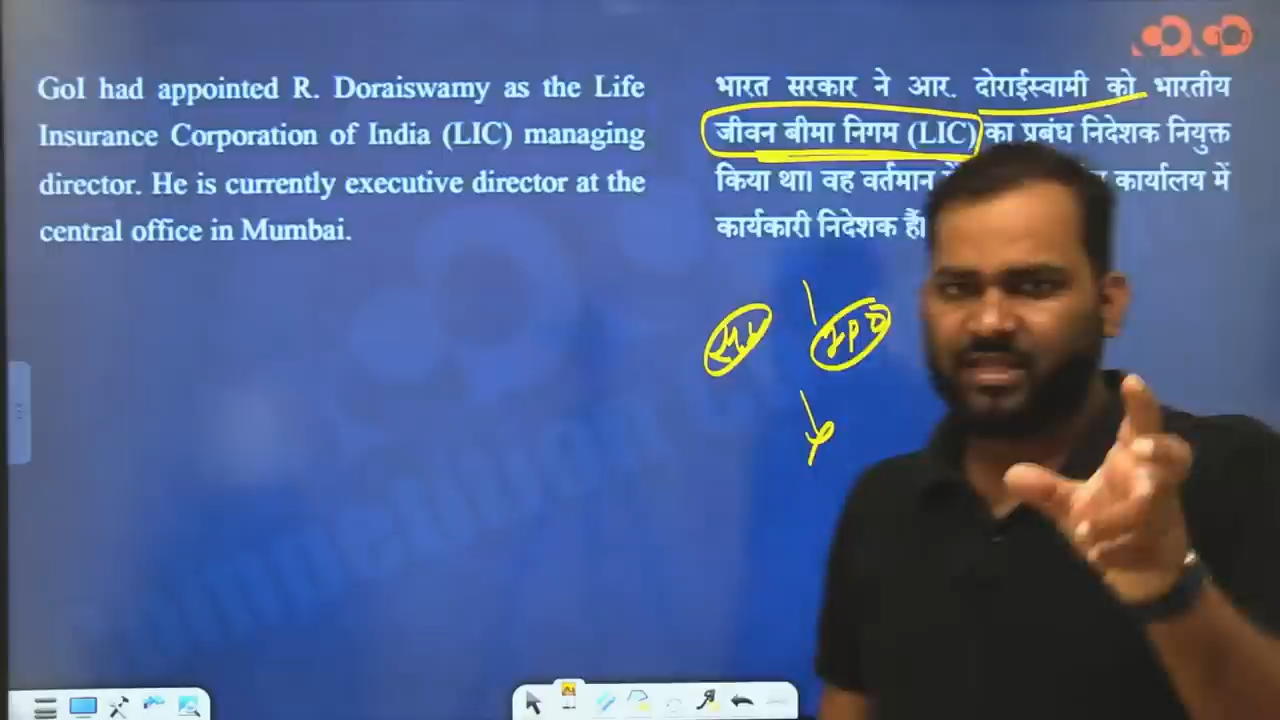 GoI had appointed R. Doraiswamy as the Life
Insurance Corporation of India (LIC) managing
director. He is currently executive director at the
central office in Mumbai.
भारत सरकार ने आर. दोराईस्वामी को भारतीय
जीवन बीमा निगम (LIC) का प्रबंध निदेशक नियुक्त
किया था। वह वर्तमान कार्यालय में
कार्यकारी निदेशक हैं।